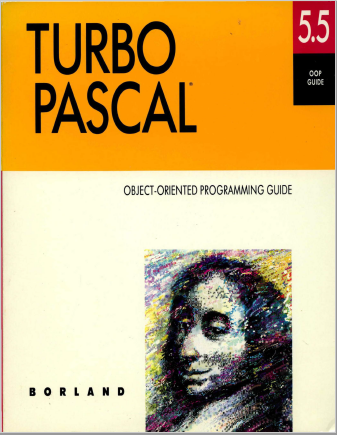 TURBO
PASCAL®
5.5
OOP
GUIDE
OBJECT-ORIENTED PROGRAMMING GUIDE
BORLAND